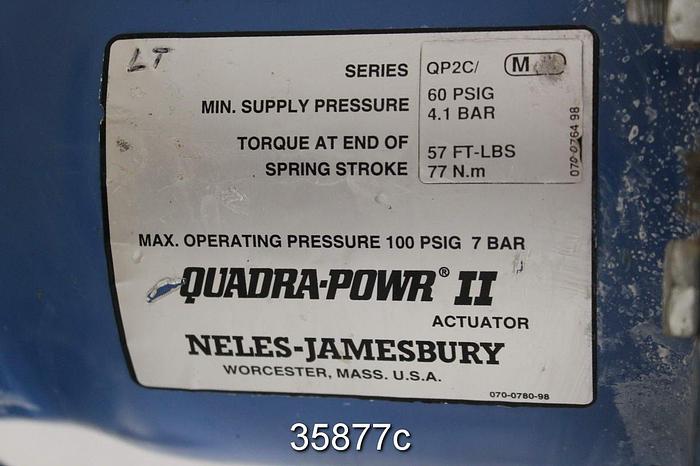 LT
SERIES QP2C/ M
MIN. SUPPLY PRESSURE 60 PSIG
4.1 BAR
TORQUE AT END OF
SPRING STROKE
57 FT-LBS
77 N.m
070-0764 98
MAX. OPERATING PRESSURE 100 PSIG 7 BAR
QUADRA-POWR® II
ACTUATOR
NELES-JAMESBURY
WORCESTER, MASS. U.S.A.
070-0780-98
35877c